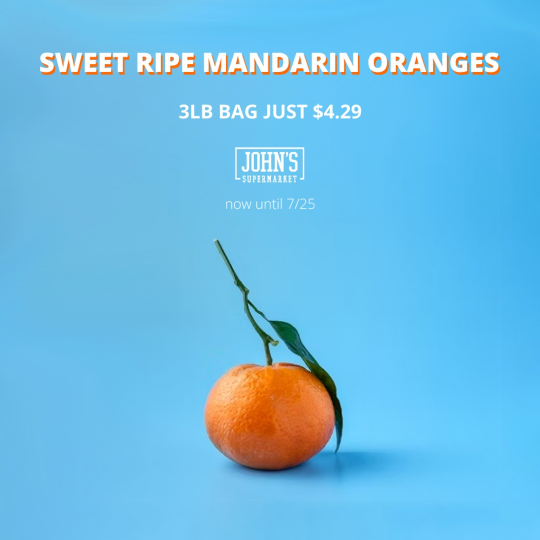 SWEET RIPE MANDARIN ORANGES
3LB BAG JUST $4.29
JOHN'S
SUPERMARKET
now until 7/25